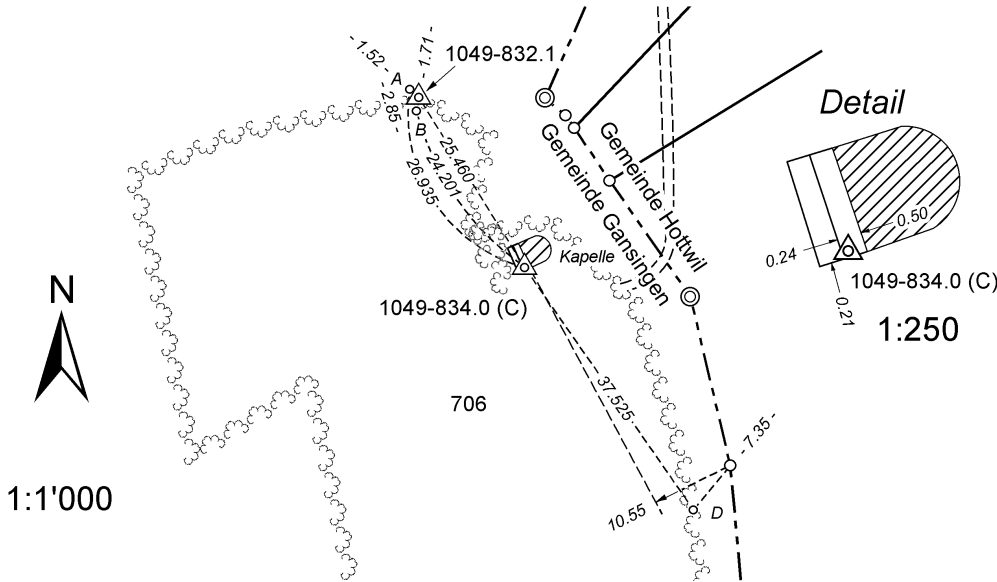 - 1.52 -
- 1.71 -
1049-832.1
A
- 2.85 -
B
25.460
24.201
26.935
Gemeinde Hottwil
Gemeinde Gansingen
Kapelle
1049-834.0 (C)
Detail
0.50
0.24
1049-834.0 (C)
0.21
1:250
N
706
37.525
- 7.35 -
10.55
D
1:1'000